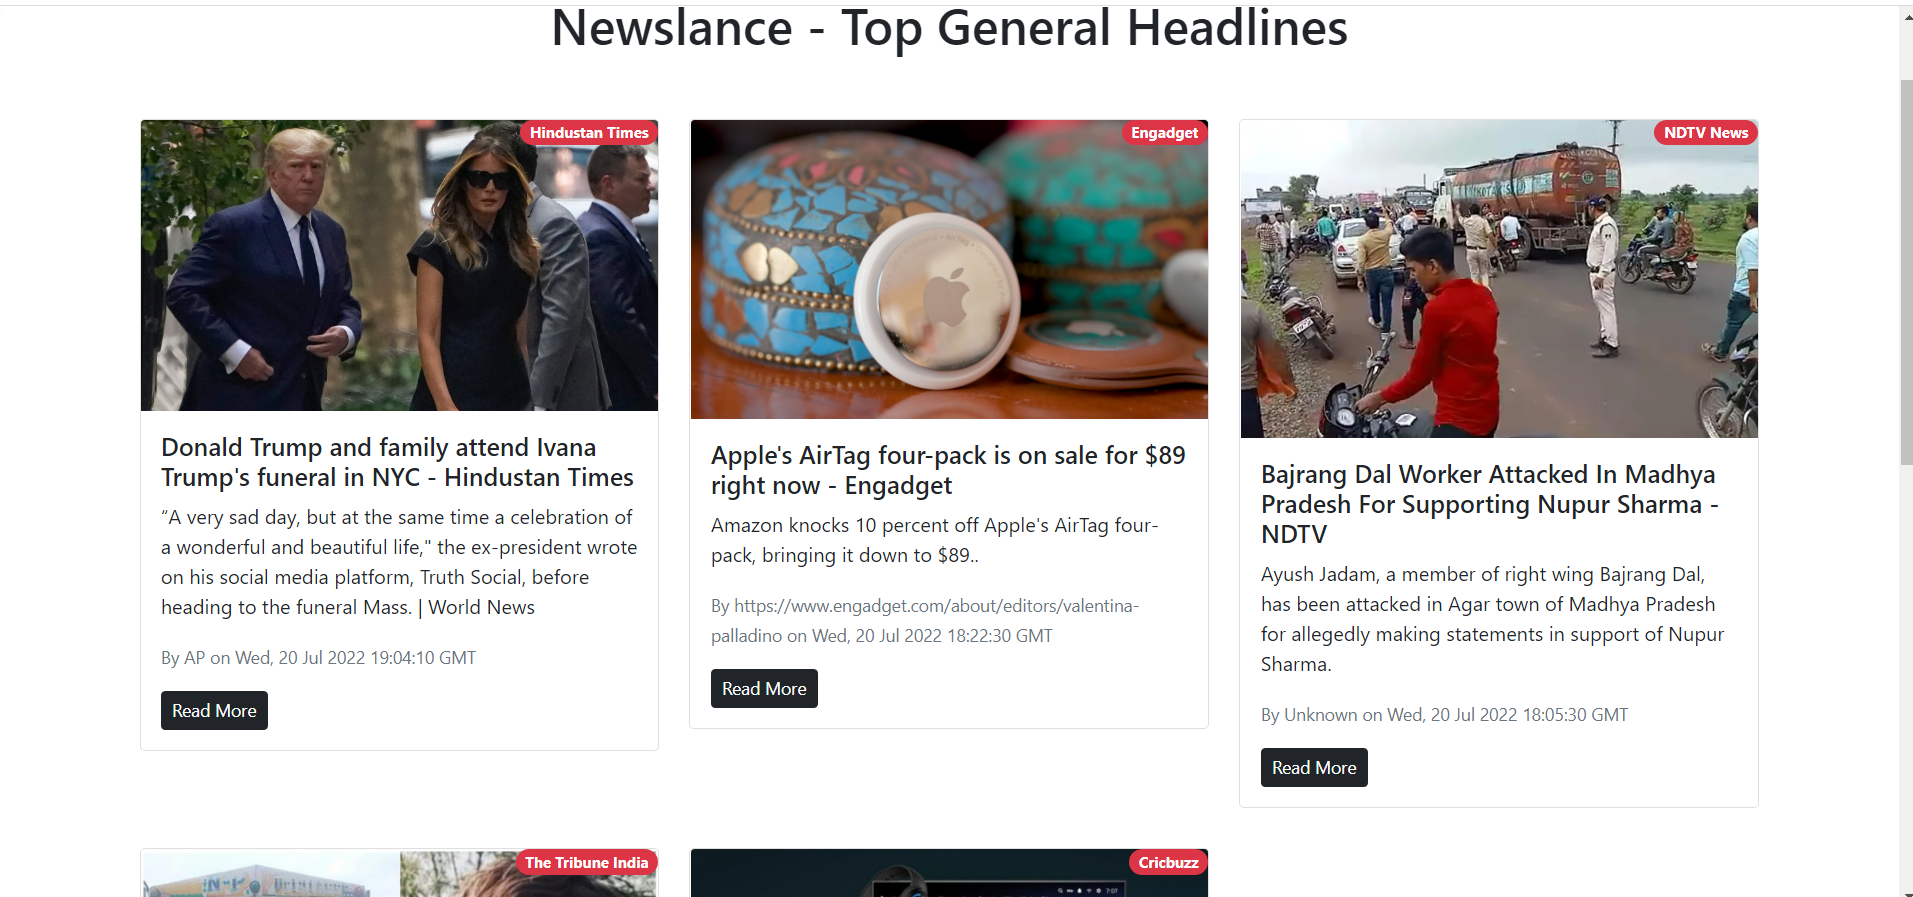 Newslance - Top General Headlines
Hindustan Times
Donald Trump and family attend Ivana
Trump's funeral in NYC - Hindustan Times
“A very sad day, but at the same time a celebration of
a wonderful and beautiful life," the ex-president wrote
on his social media platform, Truth Social, before
heading to the funeral Mass. | World News
By AP on Wed, 20 Jul 2022 19:04:10 GMT
Read More
Engadget
Apple's AirTag four-pack is on sale for $89
right now - Engadget
Amazon knocks 10 percent off Apple's AirTag four-
pack, bringing it down to $89..
By https://www.engadget.com/about/editors/valentina-
palladino on Wed, 20 Jul 2022 18:22:30 GMT
Read More
NDTV News
Bajrang Dal Worker Attacked In Madhya
Pradesh For Supporting Nupur Sharma -
NDTV
Ayush Jadam, a member of right wing Bajrang Dal,
has been attacked in Agar town of Madhya Pradesh
for allegedly making statements in support of Nupur
Sharma.
By Unknown on Wed, 20 Jul 2022 18:05:30 GMT
Read More
The Tribune India
Cricbuzz
7:07